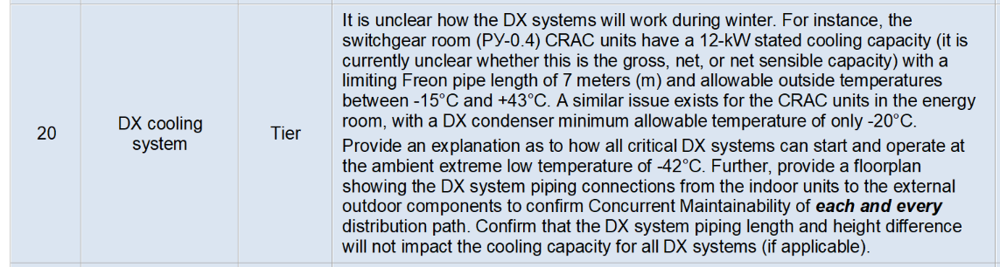 It is unclear how the DX systems will work during winter. For instance, the
switchgear room (РУ-0.4) CRAC units have a 12-kW stated cooling capacity (it is
currently unclear whether this is the gross, net, or net sensible capacity) with a
limiting Freon pipe length of 7 meters (m) and allowable outside temperatures
between -15°C and +43°C. A similar issue exists for the CRAC units in the energy
room, with a DX condenser minimum allowable temperature of only -20°C.
20
DX cooling
system
Tier
Provide an explanation as to how all critical DX systems can start and operate at
the ambient extreme low temperature of -42°C. Further, provide a floorplan
showing the DX system piping connections from the indoor units to the external
outdoor components to confirm Concurrent Maintainability of each and every
distribution path. Confirm that the DX system piping length and height difference
will not impact the cooling capacity for all DX systems (if applicable).